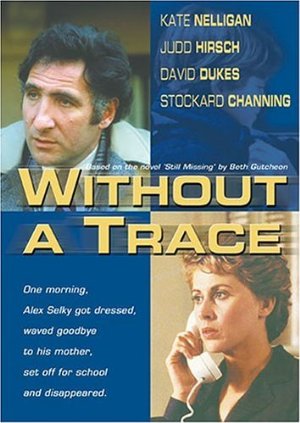 KATE NELLIGAN
JUDD HIRSCH
DAVID DUKES
STOCKARD CHANNING
Based on the novel 'Still Missing' by Beth Gutcheon
WITHOUT
A TRACE
One morning,
Alex Selky got dressed,
waved goodbye
to his mother,
set off for school
and disappeared.